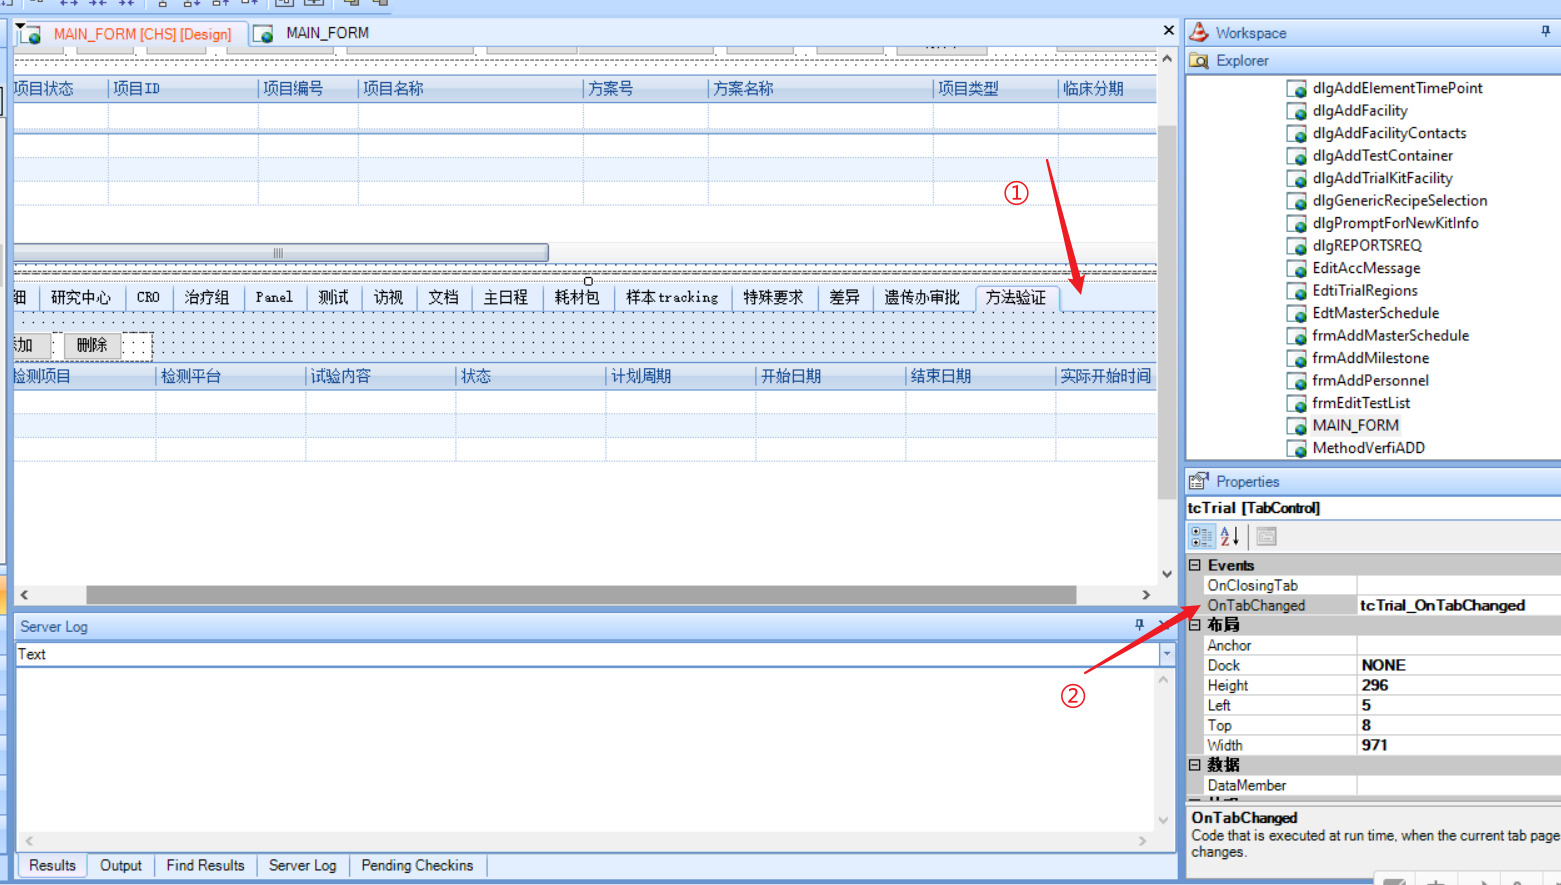 MAIN_FORM [CHS] [Design]
MAIN_FORM
项目状态 项目ID 项目编号 项目名称 方案号 方案名称 项目类型 临床分期
①
细 研究中心 CRO 治疗组 Panel 测试 访视 文档 主日程 耗材包 样本tracking 特殊要求 差异 遗传办审批 方法验证
添加 删除
检测项目 检测平台 试验内容 状态 计划周期 开始日期 结束日期 实际开始时间
Server Log
Text
②
Results Output Find Results Server Log Pending Checkins
Workspace
Explorer
dlgAddElementTimePoint
dlgAddFacility
dlgAddFacilityContacts
dlgAddTestContainer
dlgAddTrialKitFacility
dlgGenericRecipeSelection
dlgPromptForNewKitInfo
dlgREPORTSREQ
EditAccMessage
EdtiTrialRegions
EdtMasterSchedule
frmAddMasterSchedule
frmAddMilestone
frmAddPersonnel
frmEditTestList
MAIN_FORM
MethodVerfiADD
Properties
tcTrial [TabControl]
Events
OnClosingTab
OnTabChanged tcTrial_OnTabChanged
布局
Anchor
Dock NONE
Height 296
Left 5
Top 8
Width 971
数据
DataMember
OnTabChanged
Code that is executed at run time, when the current tab page
changes.